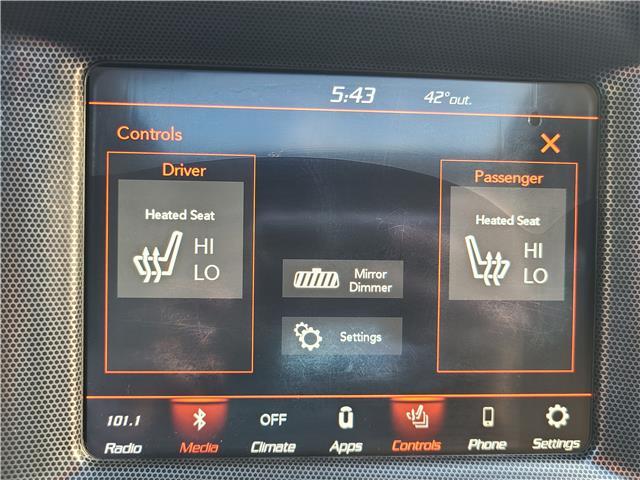 5:43 42°out.
Controls X
Driver
Heated Seat
HI
LO
Passenger
Heated Seat
HI
LO
Mirror
Dimmer
Settings
101.1 OFF
Radio Media Climate Apps Controls Phone Settings